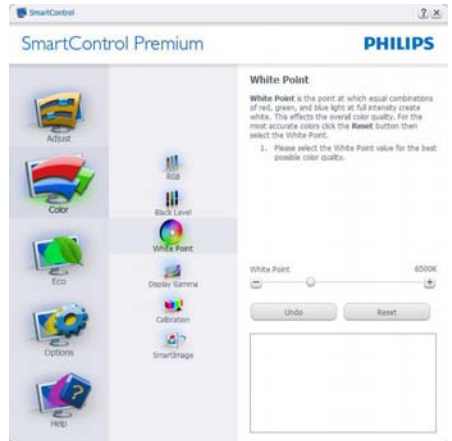 SmartControl
SmartControl Premium
PHILIPS
Adjust
Color
Eco
Options
Help
RGB
Black Level
White Point
Display Gamma
Calibration
SmartImage
White Point
White Point is the point at which equal combinations
of red, green, and blue light at full intensity create
white. This effects the overall color quality. For the
most accurate colors click the Reset button then
select the White Point.
1. Please select the White Point value for the best
possible color quality.
White Point 6500K
Undo
Reset